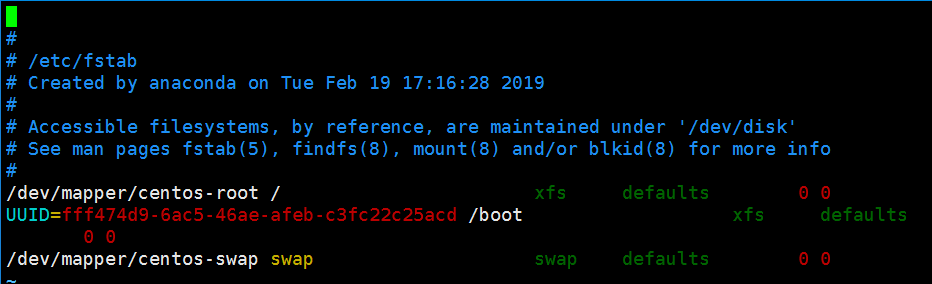 #
# /etc/fstab
# Created by anaconda on Tue Feb 19 17:16:28 2019
#
# Accessible filesystems, by reference, are maintained under '/dev/disk'
# See man pages fstab(5), findfs(8), mount(8) and/or blkid(8) for more info
#
/dev/mapper/centos-root / xfs defaults 0 0
UUID=fff474d9-6ac5-46ae-afeb-c3fc22c25acd /boot xfs defaults
0 0
/dev/mapper/centos-swap swap swap defaults 0 0
~